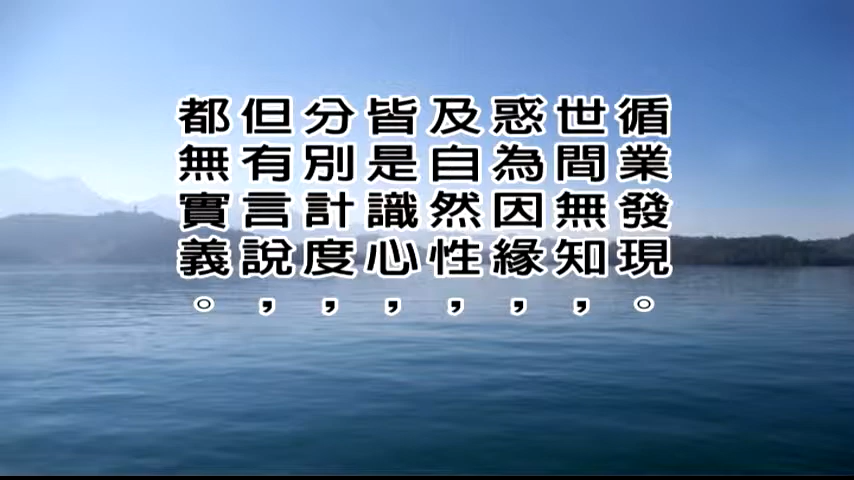 循業發現。
世間無知，
惑為因緣，
及自然性，
皆是識心，
分別計度，
但有言說，
都無實義。